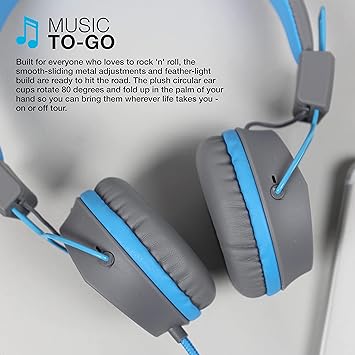 MUSIC
TO-GO
Built for everyone who loves to rock 'n' roll, the
smooth-sliding metal adjustments and feather-light
build are ready to hit the road. The plush circular ear
cups rotate 80 degrees and fold up in the palm of your
hand so you can bring them wherever life takes you -
on or off tour.